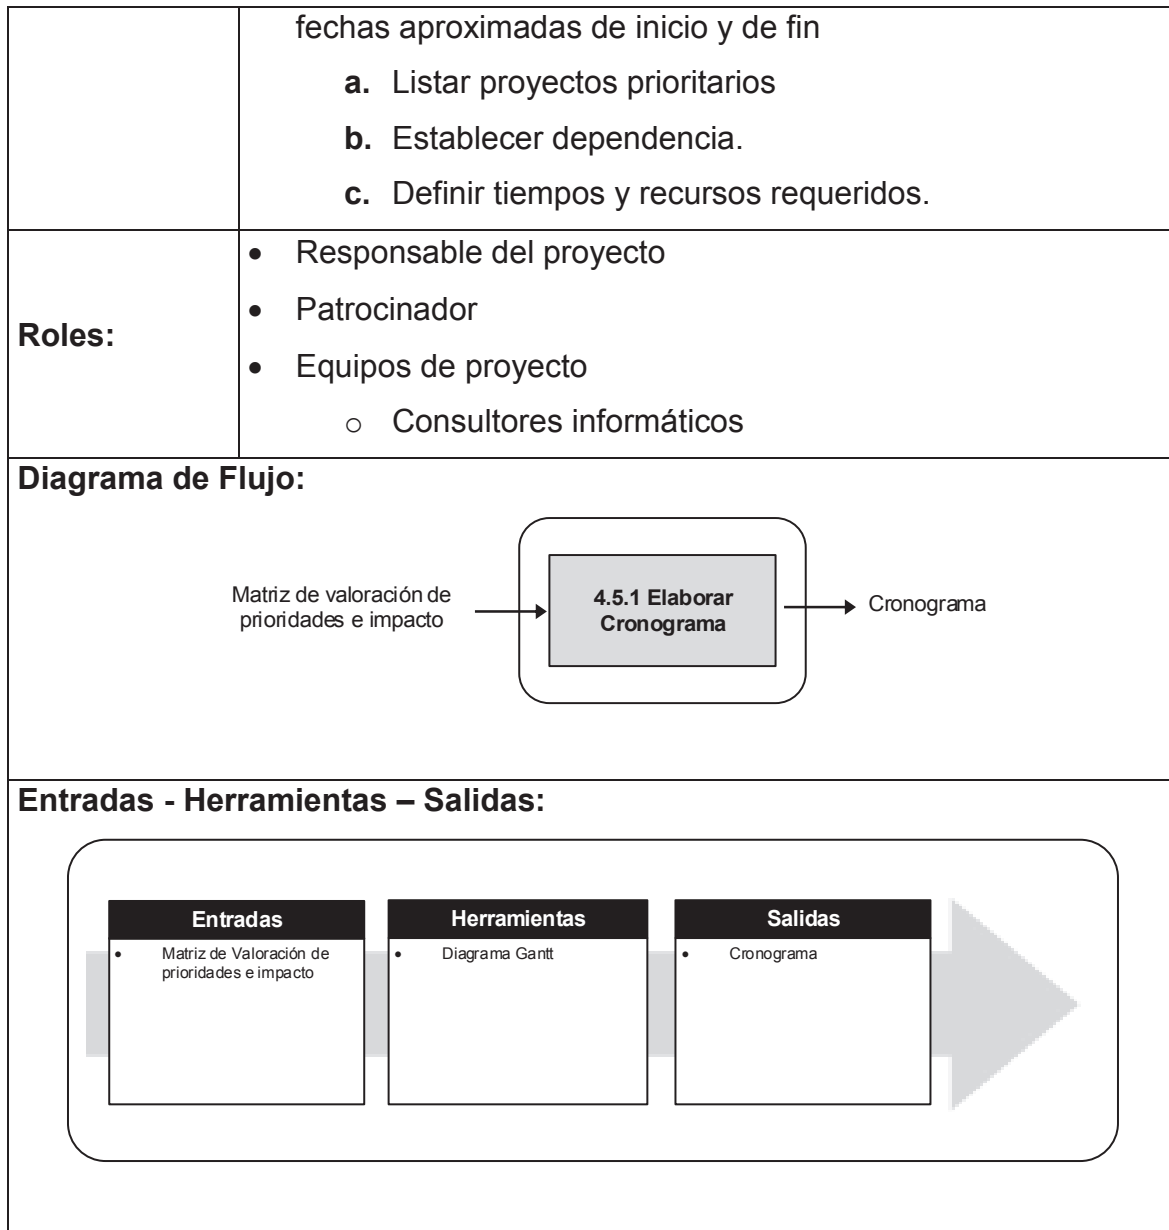 fechas aproximadas de inicio y de fin
a. Listar proyectos prioritarios
b. Establecer dependencia.
c. Definir tiempos y recursos requeridos.
Roles:
• Responsable del proyecto
• Patrocinador
• Equipos de proyecto
o Consultores informáticos
Diagrama de Flujo:
Matriz de valoración de
prioridades e impacto
4.5.1 Elaborar
Cronograma
Cronograma
Entradas - Herramientas – Salidas:
Entradas
• Matriz de Valoración de
prioridades e impacto
Herramientas
• Diagrama Gantt
Salidas
• Cronograma